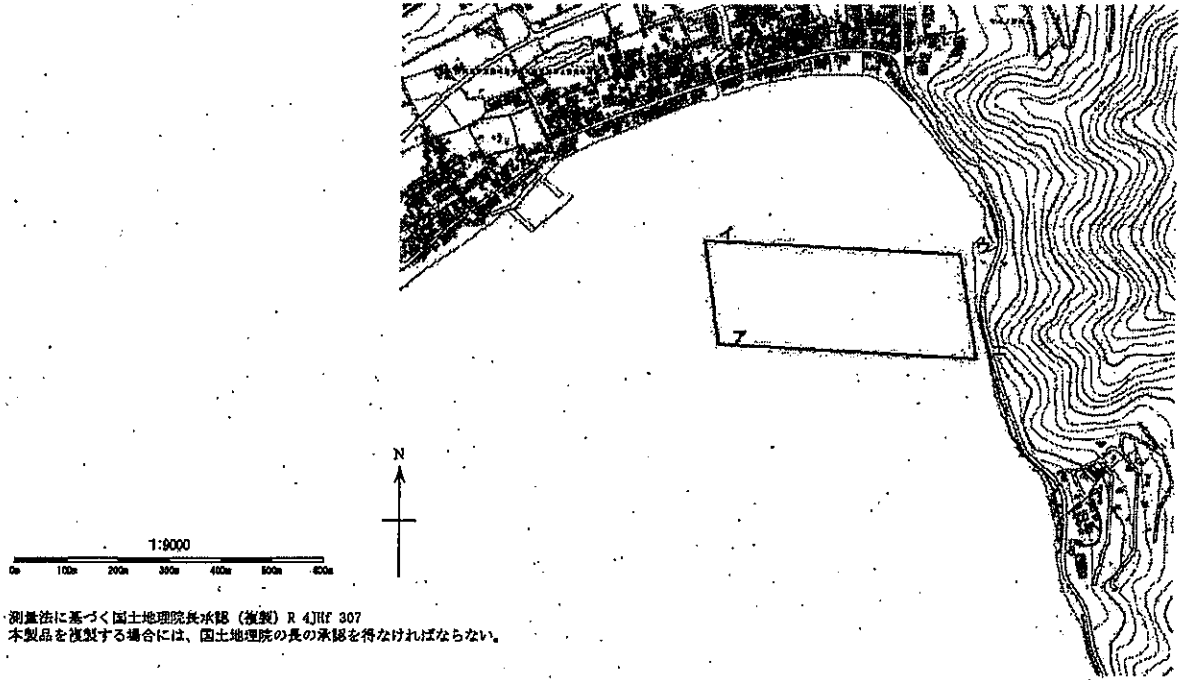 イ
ウ
ア
N
1:9000
0m 100m 200m 300m 400m 500m 600m
測量法に基づく国土地理院長承認（複製）R 4JHf 307
本製品を複製する場合には、国土地理院の長の承認を得なければならない。